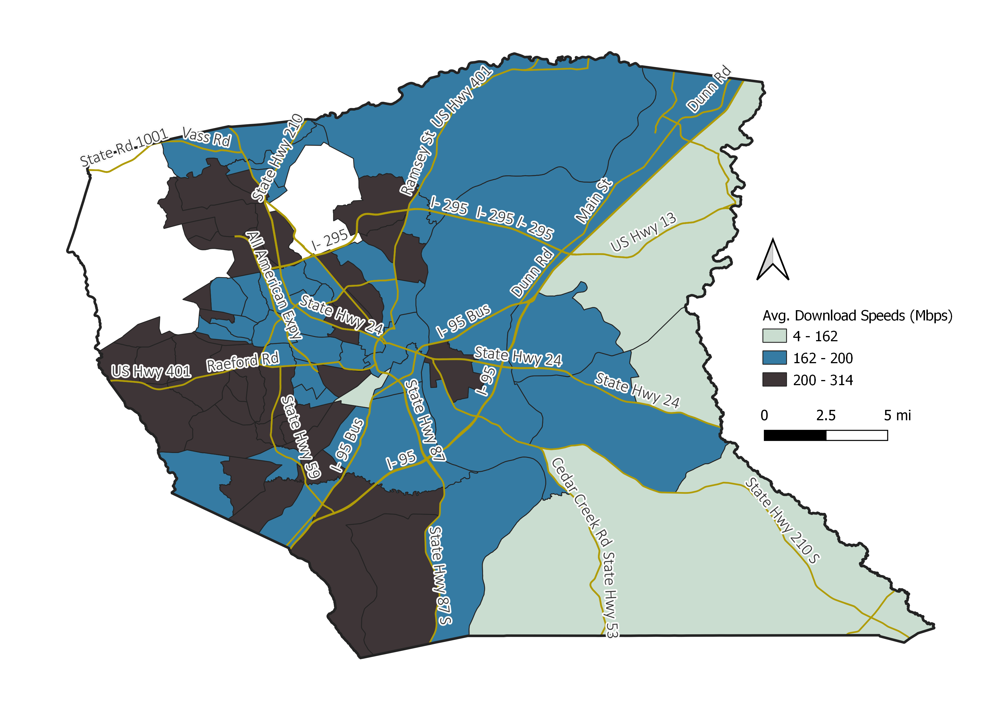 Dunn Rd
US Hwy 401
State Hwy 210
State Rd 1001
Vass Rd
Ramsey St
Main St
I- 295
I- 295
I- 295
US Hwy 13
I- 295
All American Expy
Dunn Rd
State Hwy 24
I- 95 Bus
Avg. Download Speeds (Mbps)
4 - 162
162 - 200
200 - 314
State Hwy 24
Raeford Rd
US Hwy 401
I- 95
State Hwy 24
State Hwy 59
State Hwy 87
0 2.5 5 mi
I- 95 Bus
I- 95
Cedar Creek Rd
State Hwy 210 S
State Hwy 87 S
State Hwy 53